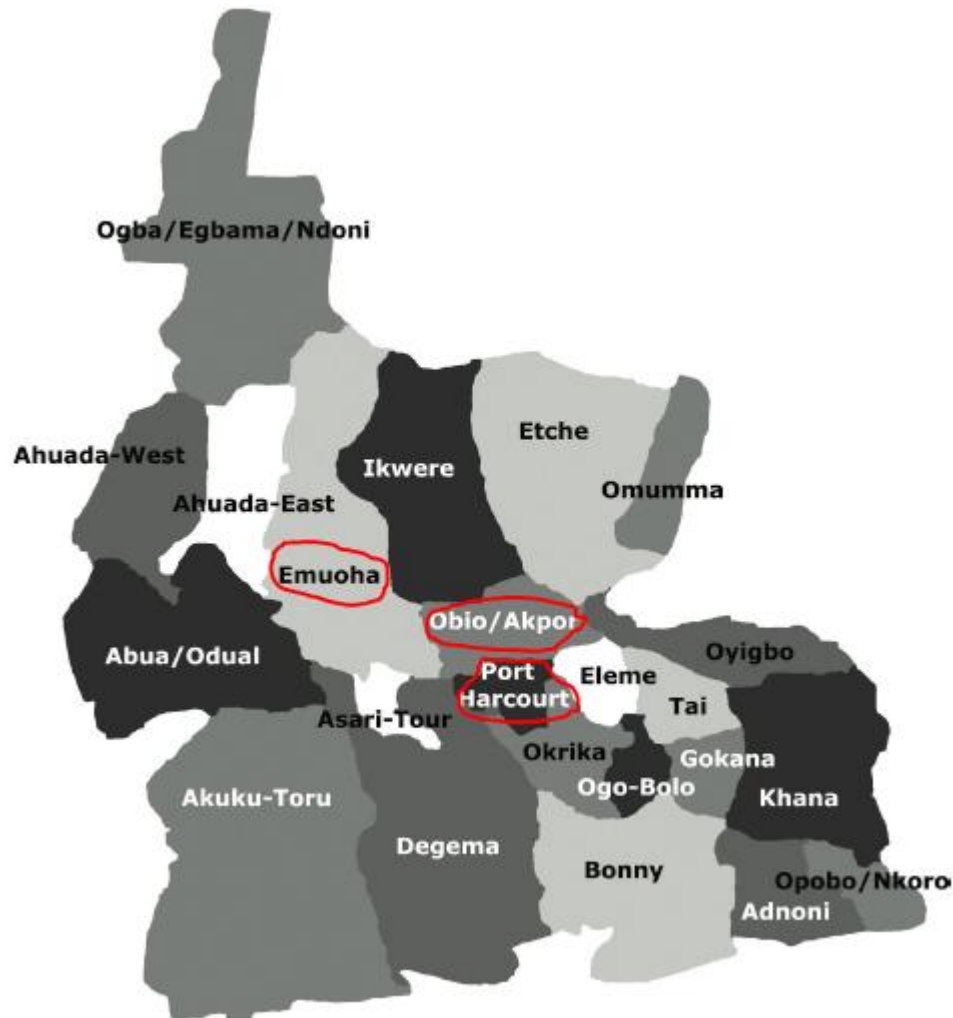 Ogba/Egbama/Ndoni
Etche
Ahuada-West
Ikwere
Omumma
Ahuada-East
Emuoha
Obio/Akpor
Abua/Odual
Oyigbo
Port
Harcourt
Eleme
Tai
Asari-Tour
Okrika
Gokana
Ogo-Bolo
Akuku-Toru
Khana
Degema
Bonny
Opobo/Nkoro
Adnoni